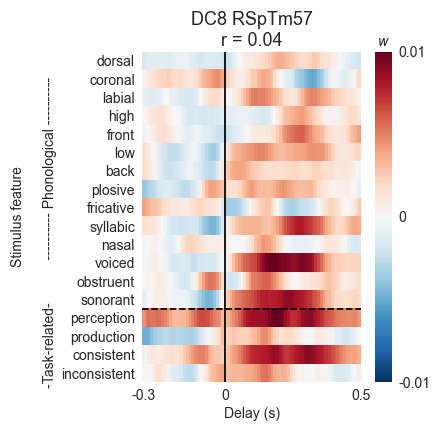 DC8 RSpTm57
r = 0.04
w
dorsal
coronal
labial
high
front
low
back
plosive
fricative
syllabic
nasal
voiced
obstruent
sonorant
perception
production
consistent
inconsistent
Stimulus feature
-Task-related- ---------- Phonological ----------
0.01
0
-0.01
-0.3 0 0.5
Delay (s)